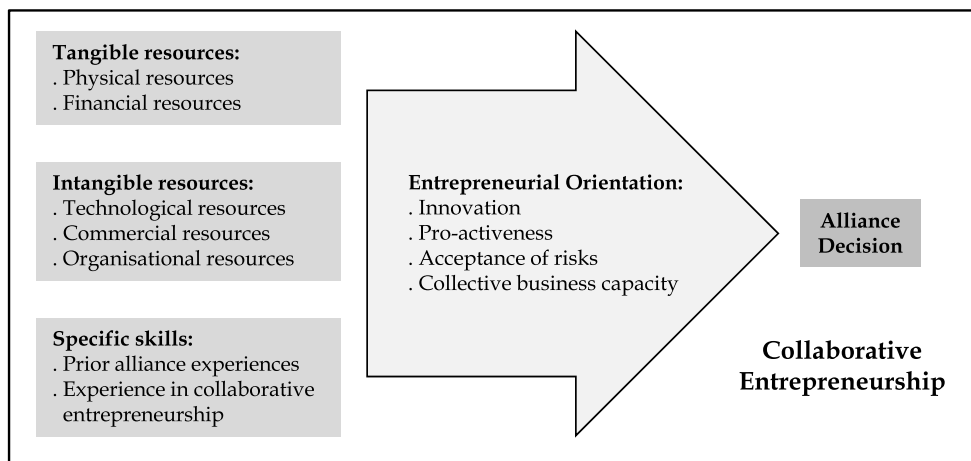 Tangible resources:
. Physical resources
. Financial resources
Intangible resources:
. Technological resources
. Commercial resources
. Organisational resources
Specific skills:
. Prior alliance experiences
. Experience in collaborative
entrepreneurship
Entrepreneurial Orientation:
. Innovation
. Pro-activeness
. Acceptance of risks
. Collective business capacity
Alliance
Decision
Collaborative
Entrepreneurship